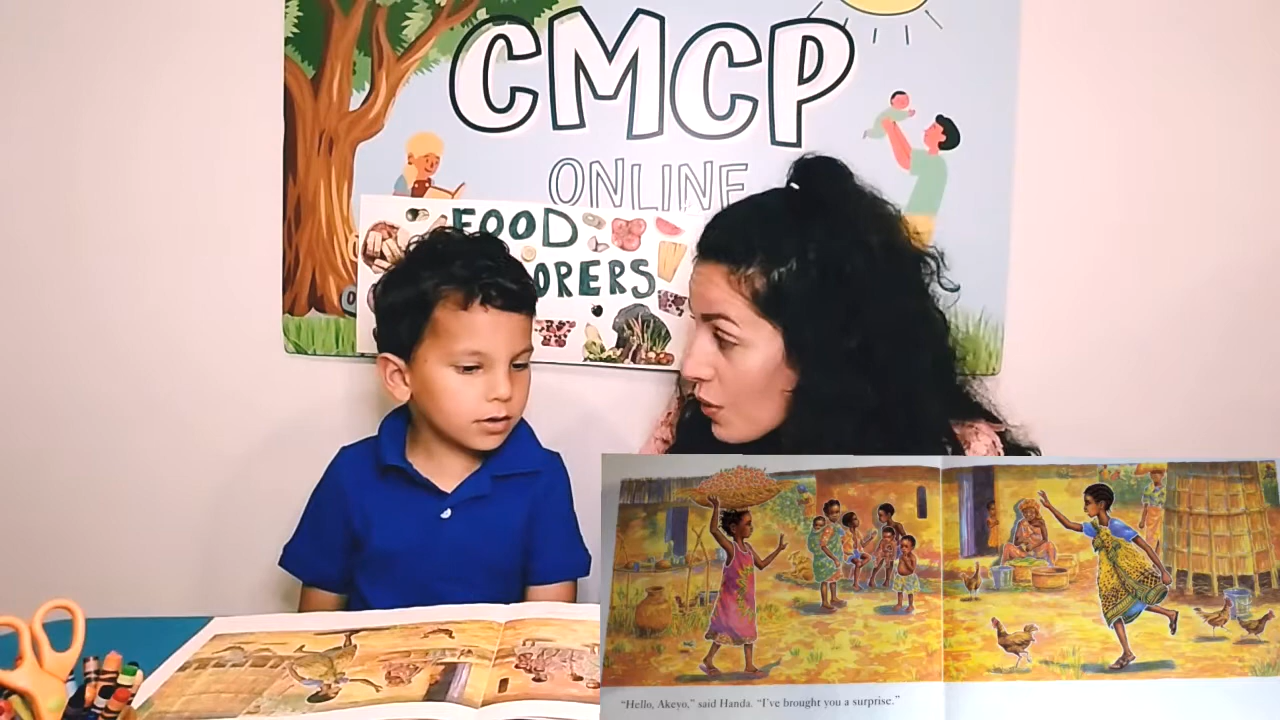 CMCP
ONLINE
FOOD
ORERS
"Hello, Akeyo," said Handa. "I've brought you a surprise."